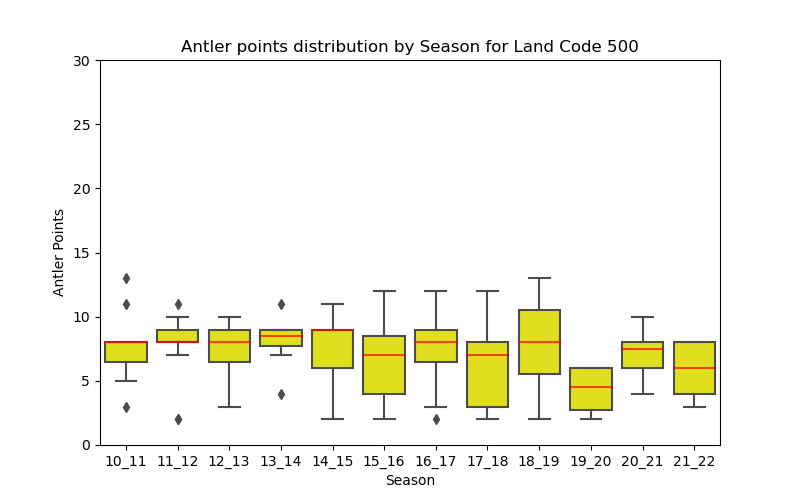 Antler points distribution by Season for Land Code 500
30
25
20
15
10
5
0
Antler Points
10_11 11_12 12_13 13_14 14_15 15_16 16_17 17_18 18_19 19_20 20_21 21_22
Season